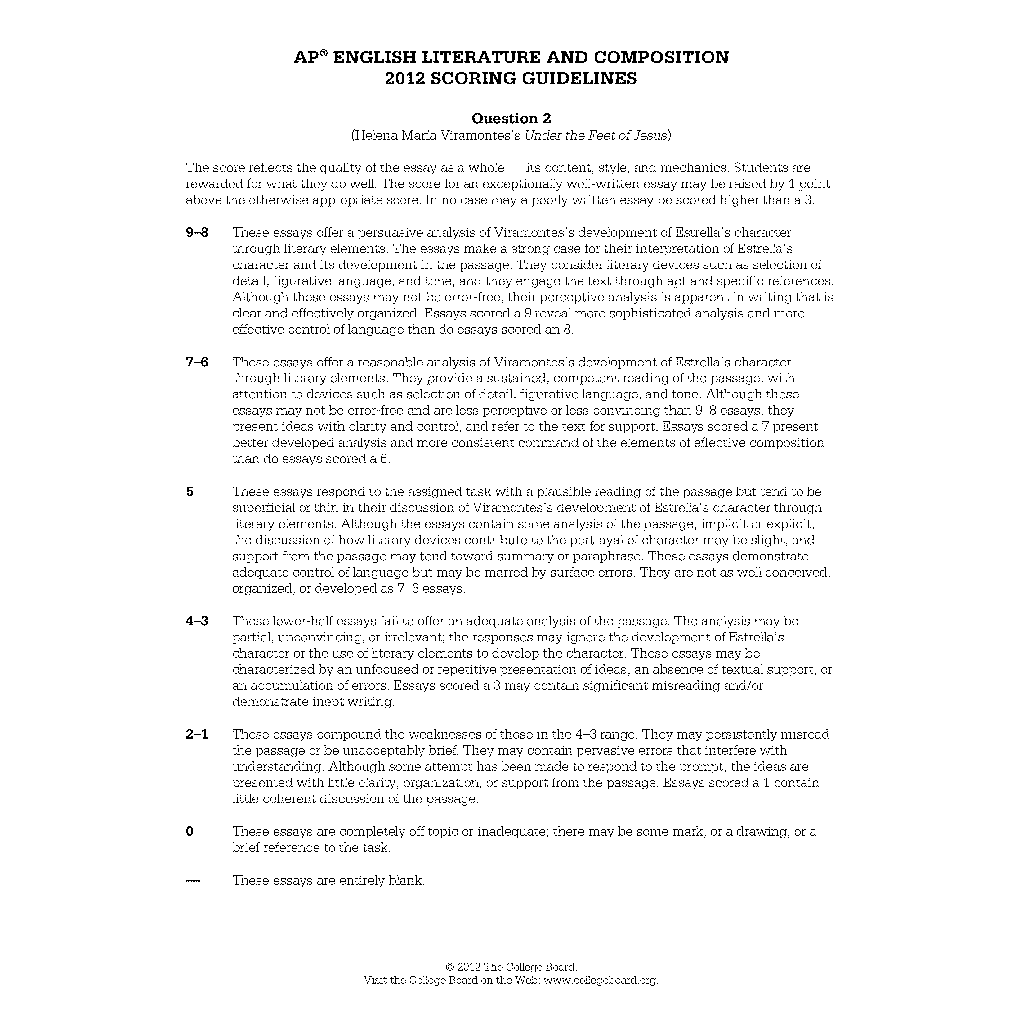 AP® ENGLISH LITERATURE AND COMPOSITION
2012 SCORING GUIDELINES
Question 2
(Helena María Viramontes's Under the Feet of Jesus)
The score reflects the quality of the essay as a whole — its content, style, and mechanics. Students are
rewarded for what they do well. The score for an exceptionally well-written essay may be raised by 1 point
above the otherwise appropriate score. In no case may a poorly written essay be scored higher than a 3.
9–8 These essays offer a persuasive analysis of Viramontes's development of Estrella's character
through literary elements. The essays make a strong case for their interpretation of Estrella's
character and its development in the passage. They consider literary devices such as selection of
detail, figurative language, and tone, and they engage the text through apt and specific references.
Although these essays may not be error-free, their perceptive analysis is apparent in writing that is
clear and effectively organized. Essays scored a 9 reveal more sophisticated analysis and more
effective control of language than do essays scored an 8.
7–6 These essays offer a reasonable analysis of Viramontes's development of Estrella's character
through literary elements. They provide a sustained, competent reading of the passage, with
attention to devices such as selection of detail, figurative language, and tone. Although these
essays may not be error-free and are less perceptive or less convincing than 9–8 essays, they
present ideas with clarity and control, and refer to the text for support. Essays scored a 7 present
better developed analysis and more consistent command of the elements of effective composition
than do essays scored a 6.
5 These essays respond to the assigned task with a plausible reading of the passage but tend to be
superficial or thin in their discussion of Viramontes's development of Estrella's character through
literary elements. Although the essays contain some analysis of the passage, implicit or explicit,
the discussion of how literary devices contribute to the portrayal of character may be slight, and
support from the passage may tend toward summary or paraphrase. These essays demonstrate
adequate control of language but may be marred by surface errors. They are not as well conceived,
organized, or developed as 7–6 essays.
4–3 These lower-half essays fail to offer an adequate analysis of the passage. The analysis may be
partial, unconvincing, or irrelevant; the responses may ignore the development of Estrella's
character or the use of literary elements to develop the character. These essays may be
characterized by an unfocused or repetitive presentation of ideas, an absence of textual support, or
an accumulation of errors. Essays scored a 3 may contain significant misreading and/or
demonstrate inept writing.
2–1 These essays compound the weaknesses of those in the 4–3 range. They may persistently misread
the passage or be unacceptably brief. They may contain pervasive errors that interfere with
understanding. Although some attempt has been made to respond to the prompt, the ideas are
presented with little clarity, organization, or support from the passage. Essays scored a 1 contain
little coherent discussion of the passage.
0 These essays are completely off topic or inadequate; there may be some mark, or a drawing, or a
brief reference to the task.
— These essays are entirely blank.
© 2012 The College Board.
Visit the College Board on the Web: www.collegeboard.org.